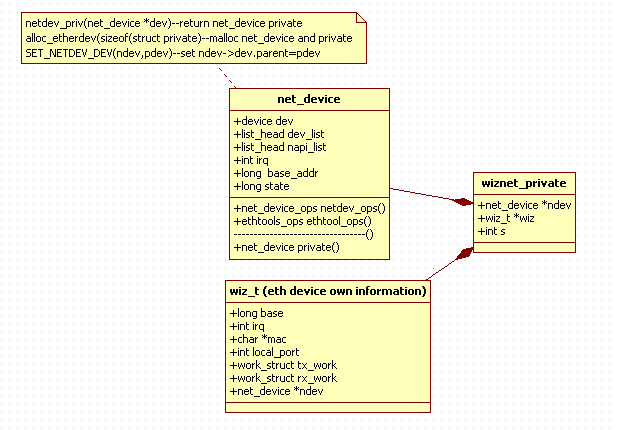 netdev_priv(net_device *dev)--return net_device private
alloc_etherdev(sizeof(struct private)--malloc net_device and private
SET_NETDEV_DEV(ndev,pdev)--set ndev->dev.parent=pdev
net_device
+device dev
+list_head dev_list
+list_head napi_list
+int irq
+long base_addr
+long state
+net_device_ops netdev_ops()
+ethtools_ops ethtool_ops()
--------------------------------()
+net_device private()
wiznet_private
+net_device *ndev
+wiz_t *wiz
+int s
wiz_t (eth device own information)
+long base
+int irq
+char *mac
+int local_port
+work_struct tx_work
+work_struct rx_work
+net_device *ndev